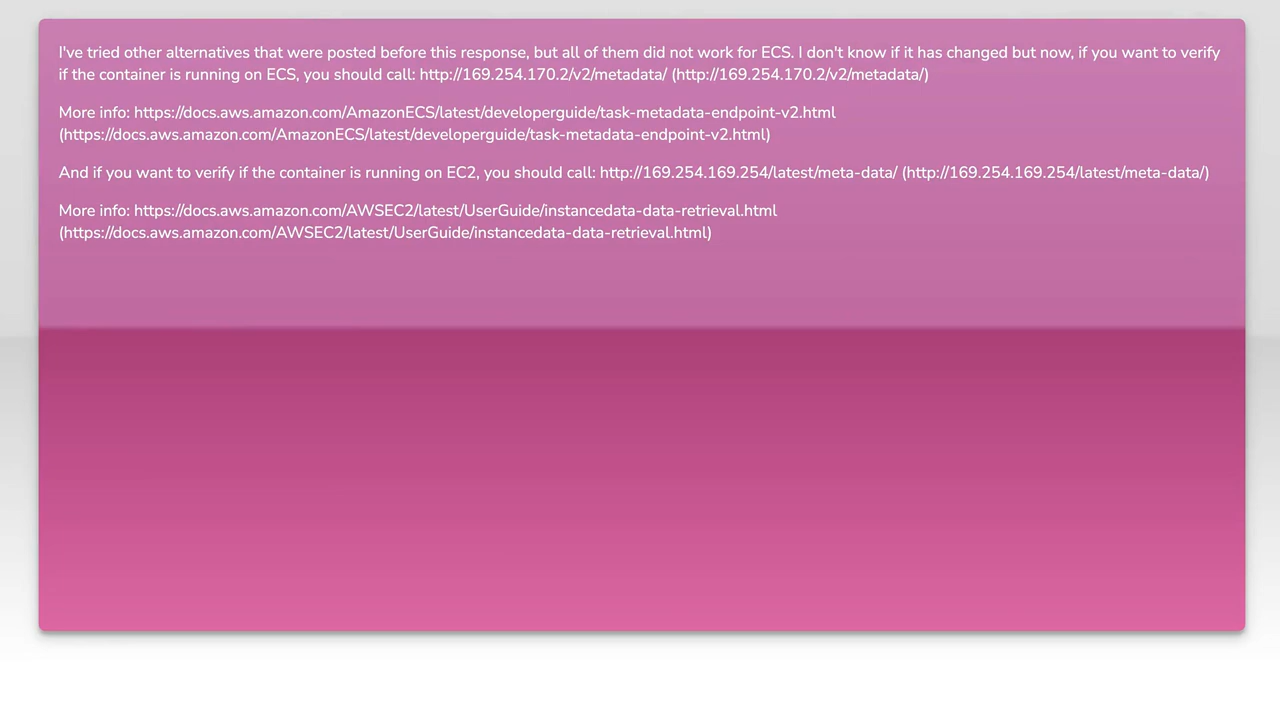 I've tried other alternatives that were posted before this response, but all of them did not work for ECS. I don't know if it has changed but now, if you want to verify
if the container is running on ECS, you should call: http://169.254.170.2/v2/metadata/ (http://169.254.170.2/v2/metadata/)
More info: https://docs.aws.amazon.com/AmazonECS/latest/developerguide/task-metadata-endpoint-v2.html
(https://docs.aws.amazon.com/AmazonECS/latest/developerguide/task-metadata-endpoint-v2.html)
And if you want to verify if the container is running on EC2, you should call: http://169.254.169.254/latest/meta-data/ (http://169.254.169.254/latest/meta-data/)
More info: https://docs.aws.amazon.com/AWSEC2/latest/UserGuide/instancedata-data-retrieval.html
(https://docs.aws.amazon.com/AWSEC2/latest/UserGuide/instancedata-data-retrieval.html)